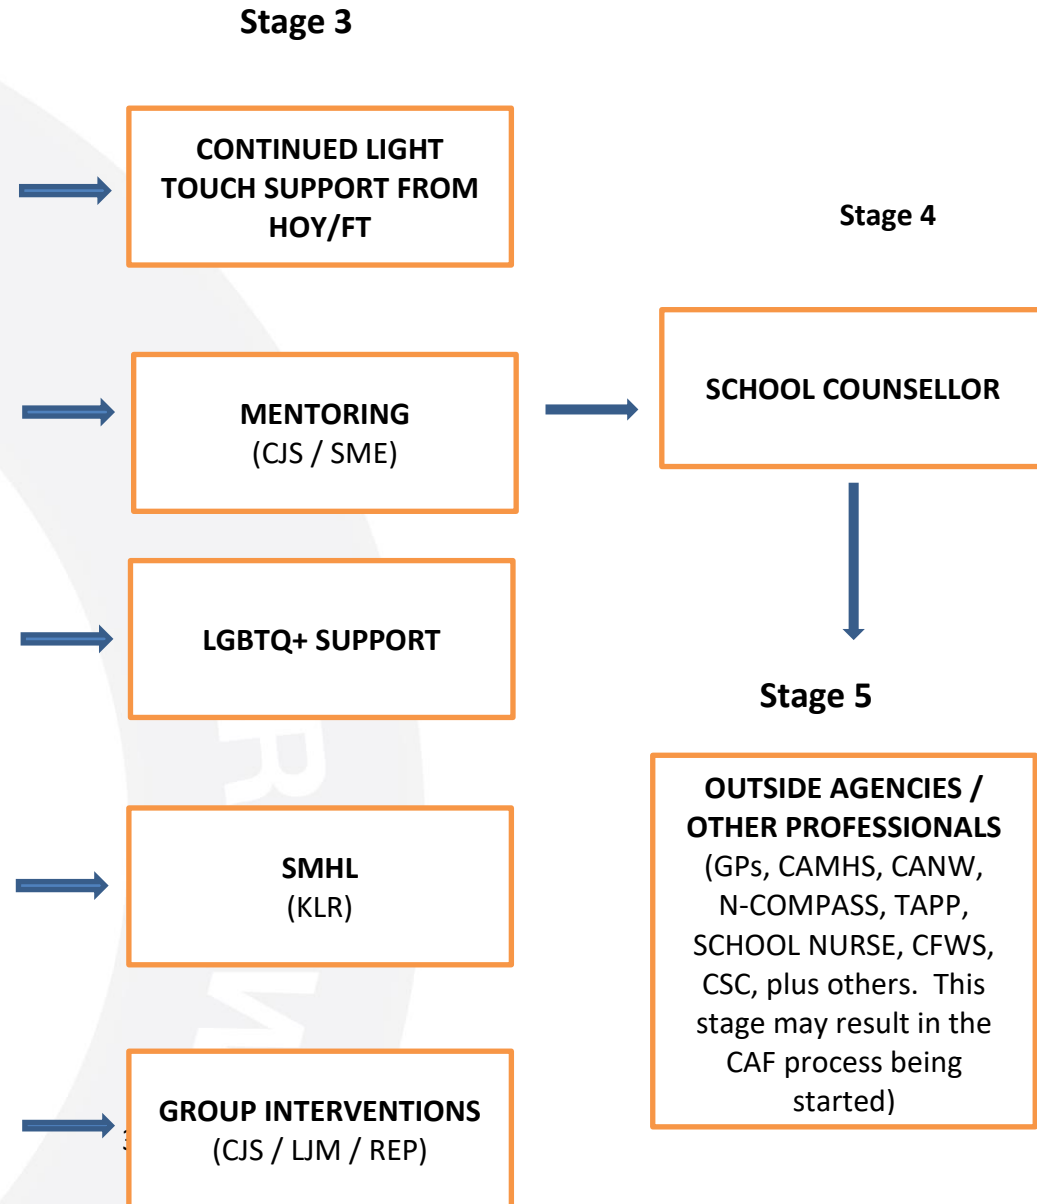 Stage 3
CONTINUED LIGHT
TOUCH SUPPORT FROM
HOY/FT
MENTORING
(CJS / SME)
LGBTQ+ SUPPORT
SMHL
(KLR)
GROUP INTERVENTIONS
(CJS / LJM / REP)
Stage 4
SCHOOL COUNSELLOR
Stage 5
OUTSIDE AGENCIES /
OTHER PROFESSIONALS
(GPs, CAMHS, CANW,
N-COMPASS, TAPP,
SCHOOL NURSE, CFWS,
CSC, plus others. This
stage may result in the
CAF process being
started)
R